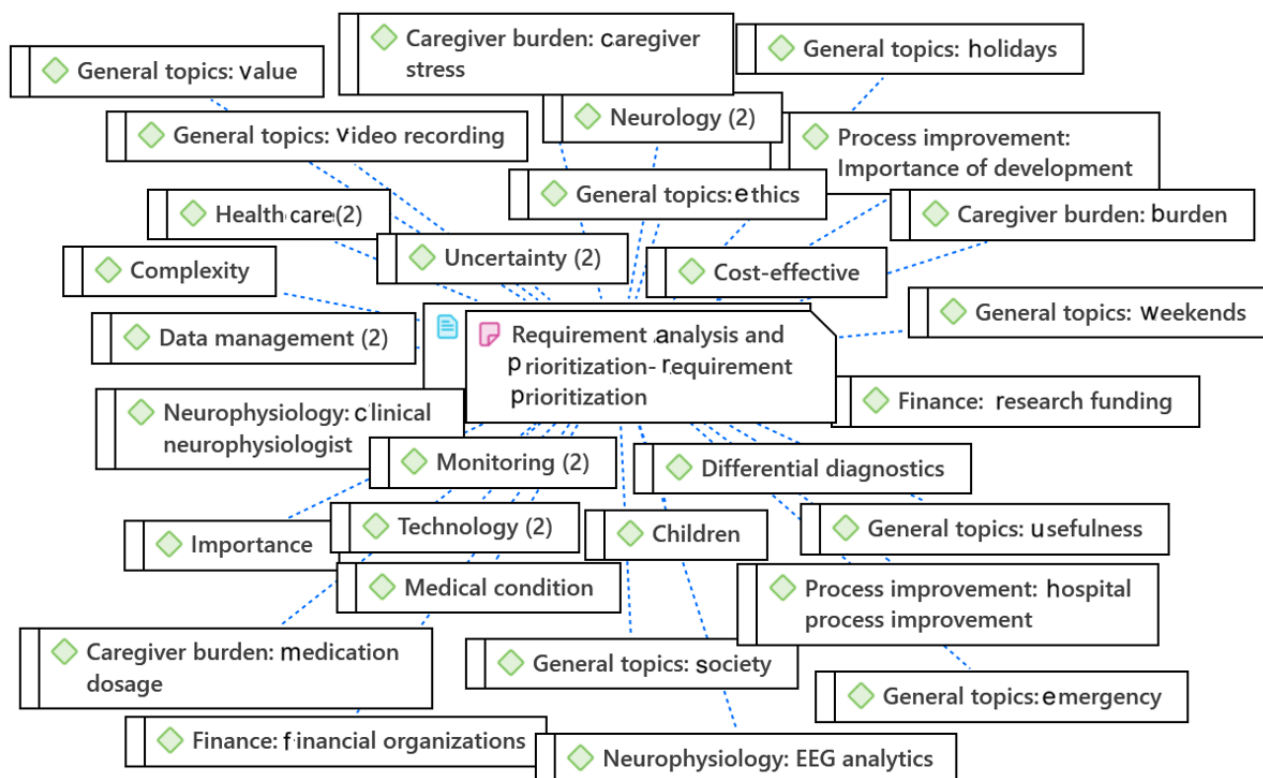 Caregiver burden: caregiver
stress
General topics: holidays
General topics: value
Neurology (2)
General topics: video recording
Process improvement:
Importance of development
General topics: ethics
Health care(2)
Caregiver burden: burden
Uncertainty (2)
Complexity
Cost-effective
General topics: weekends
Data management (2)
Requirement analysis and
prioritization- requirement
prioritization
Neurophysiology: clinical
neurophysiologist
Finance: research funding
Monitoring (2)
Differential diagnostics
Importance
Technology (2)
Children
General topics: usefulness
Medical condition
Process improvement: hospital
process improvement
Caregiver burden: medication
dosage
General topics: society
General topics: emergency
Finance: financial organizations
Neurophysiology: EEG analytics